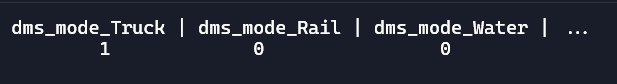 dms_mode_Truck | dms_mode_Rail | dms_mode_Water | ...
1 0 0